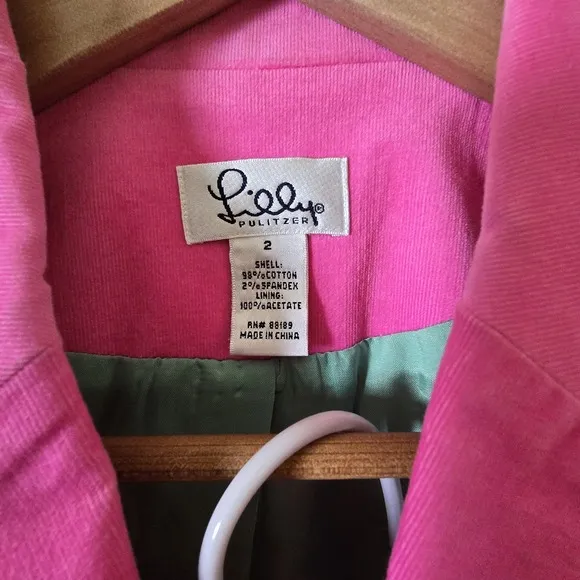 Lilly®
PULITZER
2
SHELL:
98%COTTON
2%SPANDEX
LINING:
100%ACETATE
RN# 88189
MADE IN CHINA